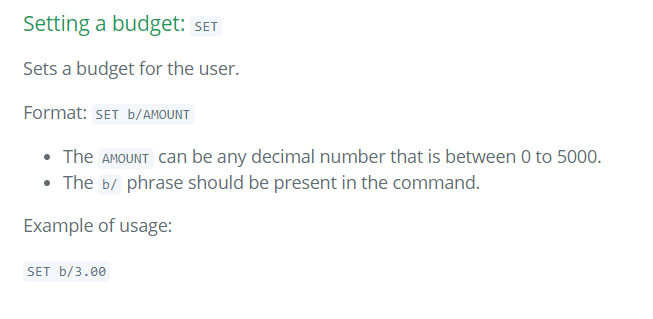 Setting a budget: SET
Sets a budget for the user.
Format: SET b/AMOUNT
• The AMOUNT can be any decimal number that is between 0 to 5000.
• The b/ phrase should be present in the command.
Example of usage:
SET b/3.00